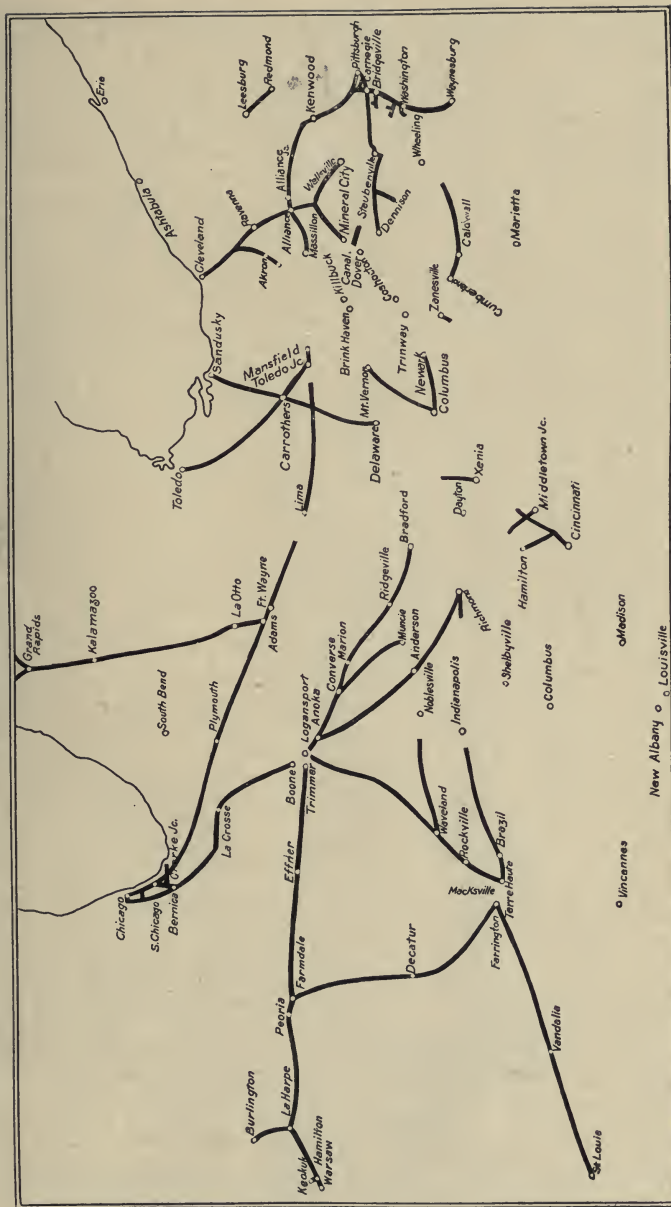 Erie
Ashtabula
Cleveland
Ravenna
Akron
Alliance
Alliance Jc.
Massillon
Mineral City
Kenwood
Leesburg
Redmond
Pittsburgh
Carnegie
Bridgeville
Washington
Waynesburg
Wheeling
Steubenville
Dennison
Canal Dover
Killbuck
Brink Haven
Coshocton
Trinway
Zanesville
Cumberland
Caldwall
Marietta
Sandusky
Mansfield
Toledo Jc
Carrothers
Toledo
Mt. Vernon
Delaware
Newark
Columbus
Lima
Xenia
Dayton
Middletown Jc.
Hamilton
Cincinnati
Grand Rapids
Kalamazoo
La Otto
Ft. Wayne
Adams
South Bend
Plymouth
Bradford
Ridgeville
Muncie
Marion
Converse
Anoka
Logansport
Anderson
Richmond
Noblesville
Indianapolis
Shelbyville
Columbus
Madison
Louisville
New Albany
Chicago
S. Chicago
Clarke Jc.
Bernice
La Crosse
Boone
Trimmer
Effner
Waveland
Rockville
Brazil
Terre Haute
Macksville
Farrington
Vincennes
Decatur
Farmdale
Peoria
Burlington
La Harpe
Keokuk
Hamilton
Warsaw
Vandalia
St Louis